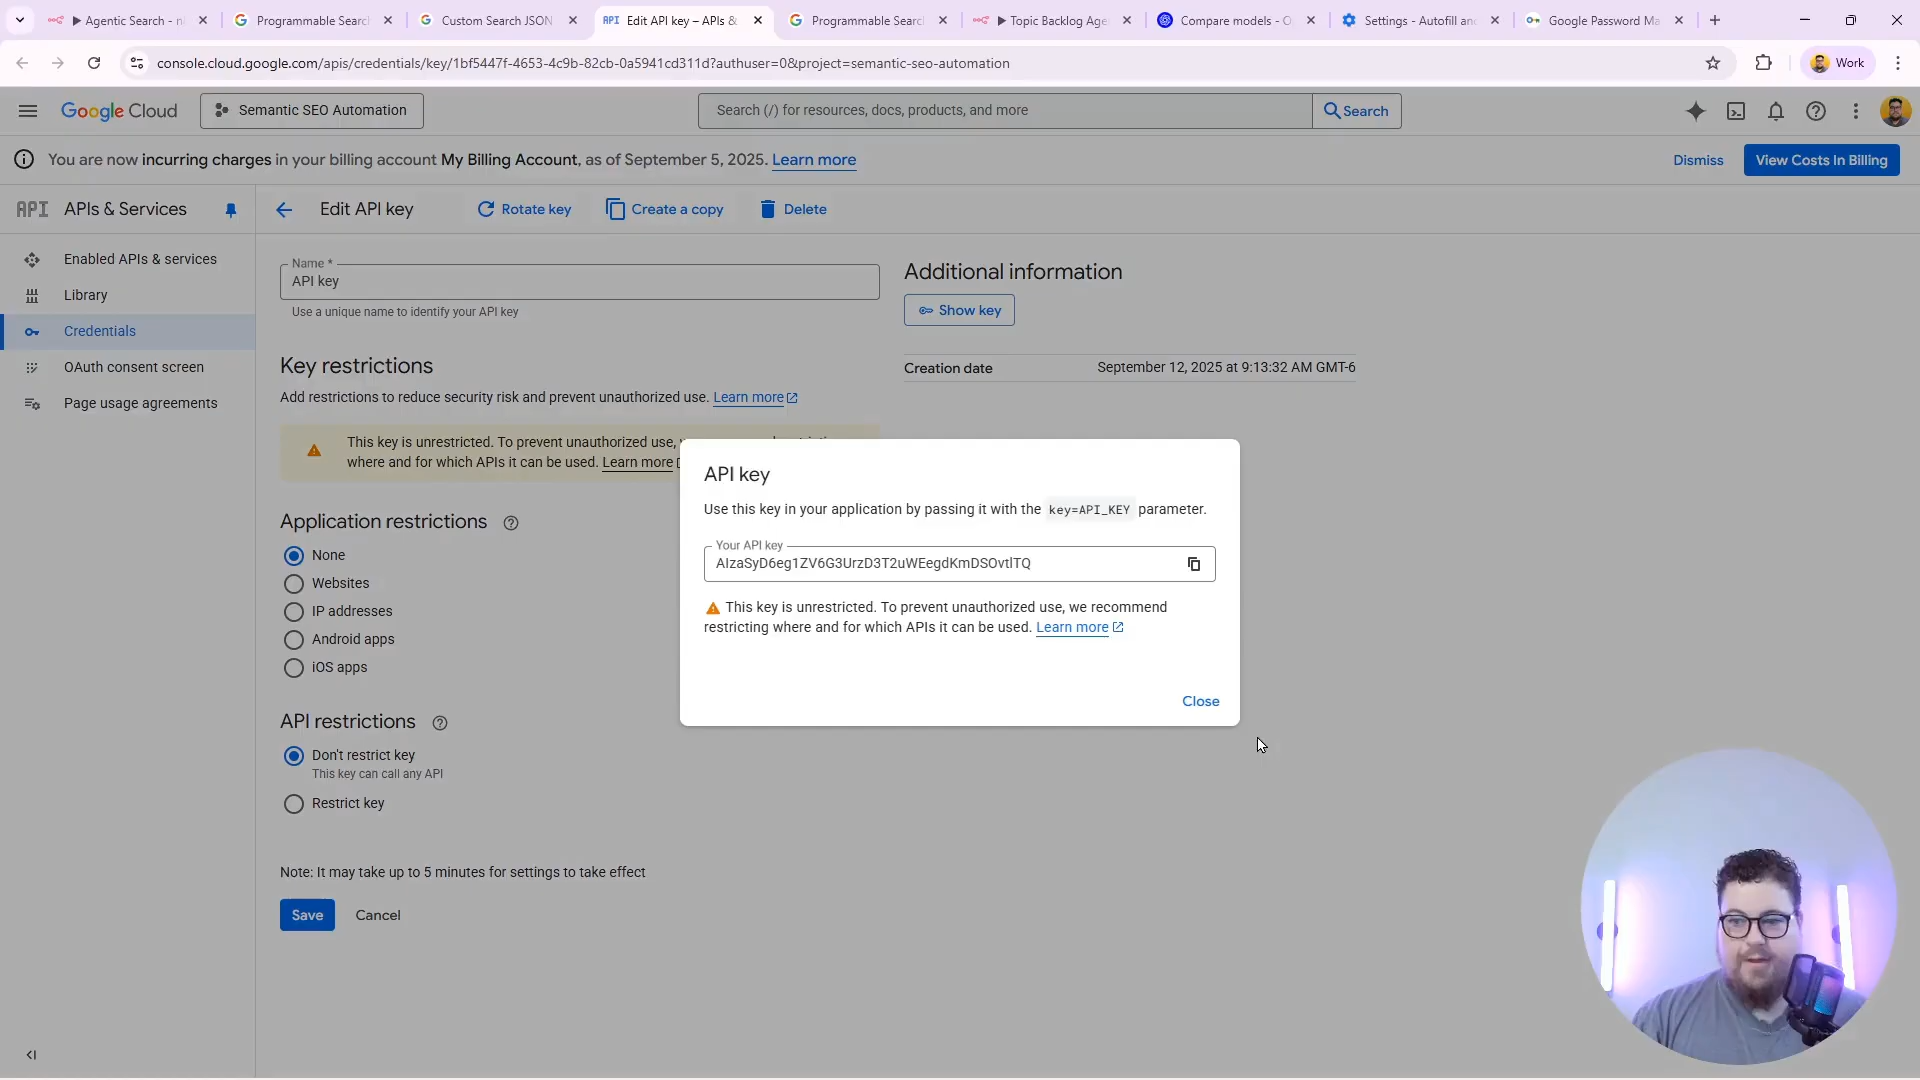 Agentic Search - n
Programmable Searc
Custom Search JSON
API Edit API key – APIs &
Programmable Searc
Topic Backlog Age
Compare models - O
Settings - Autofill an
Google Password Ma
console.cloud.google.com/apis/credentials/key/1bf5447f-4653-4c9b-82cb-0a5941cd311d?authuser=0&project=semantic-seo-automation
Work
Google Cloud
Semantic SEO Automation
Search (/) for resources, docs, products, and more
Search
You are now incurring charges in your billing account My Billing Account, as of September 5, 2025. Learn more
Dismiss
View Costs In Billing
API APIs & Services
Edit API key
Rotate key
Create a copy
Delete
Enabled APIs & services
Library
Credentials
OAuth consent screen
Page usage agreements
Name *
API key
Use a unique name to identify your API key
Additional information
Show key
Creation date
September 12, 2025 at 9:13:32 AM GMT-6
Key restrictions
Add restrictions to reduce security risk and prevent unauthorized use. Learn more
This key is unrestricted. To prevent unauthorized use,
where and for which APIs it can be used. Learn more
Application restrictions
None
Websites
IP addresses
Android apps
iOS apps
API restrictions
Don't restrict key
This key can call any API
Restrict key
Note: It may take up to 5 minutes for settings to take effect
Save
Cancel
API key
Use this key in your application by passing it with the key=API_KEY parameter.
Your API key
AIzaSyD6eg1ZV6G3UrzD3T2uWEegdKmDSOvtlTQ
This key is unrestricted. To prevent unauthorized use, we recommend
restricting where and for which APIs it can be used. Learn more
Close